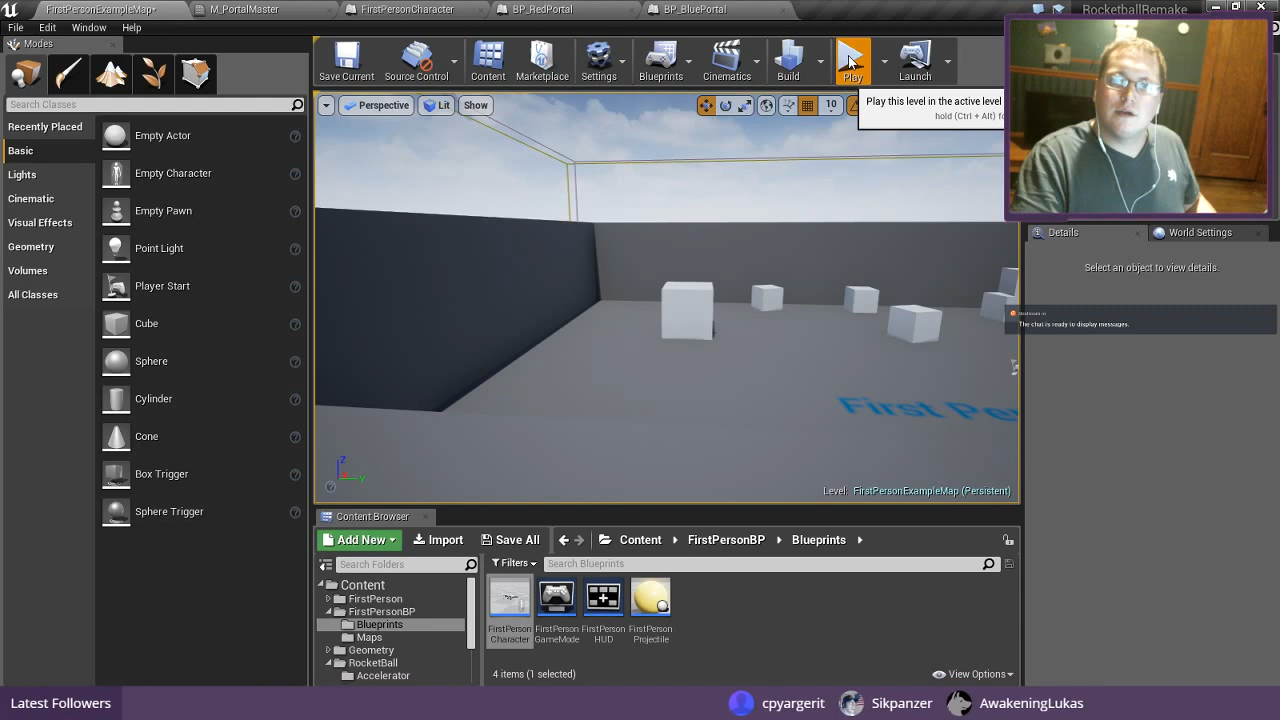 FirstPersonExampleMap*
M_PortalMaster
FirstPersonCharacter
BP_RedPortal
BP_BluePortal
RocketballRemake
File Edit Window Help
Modes
Save Current
Source Control
Content
Marketplace
Settings
Blueprints
Cinematics
Build
Play
Launch
Play this level in the active level
hold (Ctrl + Alt)
Search Classes
Recently Placed
Basic
Lights
Cinematic
Visual Effects
Geometry
Volumes
All Classes
Empty Actor
Empty Character
Empty Pawn
Point Light
Player Start
Cube
Sphere
Cylinder
Cone
Box Trigger
Sphere Trigger
Perspective
Lit
Show
10
First Per
Z
Y
Level: FirstPersonExampleMap (Persistent)
Details
World Settings
Select an object to view details.
The chat is ready to display messages.
Content Browser
Add New
Import
Save All
Content
FirstPersonBP
Blueprints
Search Folders
Filters
Search Blueprints
Content
FirstPerson
FirstPersonBP
Blueprints
Maps
Geometry
RocketBall
Accelerator
FirstPerson
Character
FirstPerson
GameMode
FirstPerson
HUD
FirstPerson
Projectile
4 items (1 selected)
View Options
Latest Followers
cpyargerit
Sikpanzer
AwakeningLukas